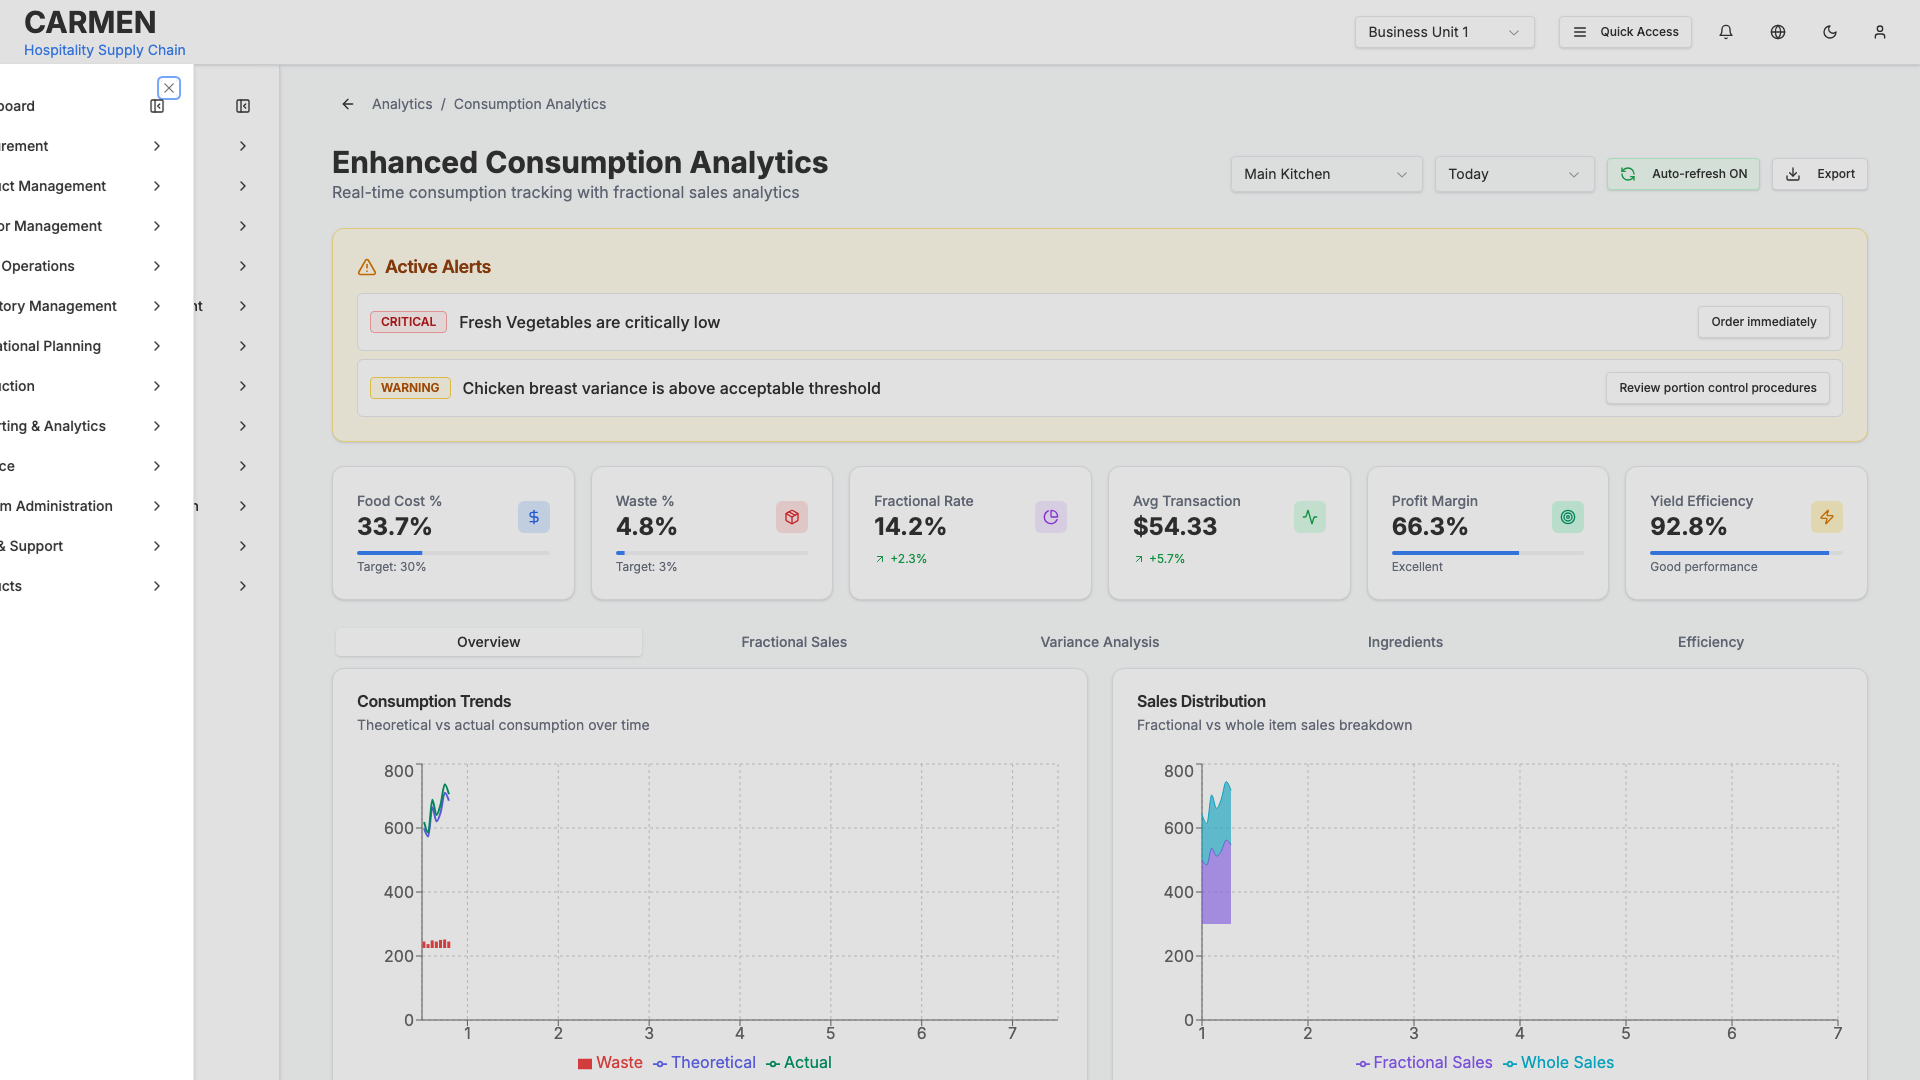 CARMEN
Hospitality Supply Chain
Business Unit 1
Quick Access
board
rement
ct Management
or Management
Operations
tory Management
nt
ational Planning
uction
rting & Analytics
ce
m Administration
n
& Support
ucts
Analytics / Consumption Analytics
Enhanced Consumption Analytics
Real-time consumption tracking with fractional sales analytics
Main Kitchen
Today
Auto-refresh ON
Export
Active Alerts
CRITICAL Fresh Vegetables are critically low
Order immediately
WARNING Chicken breast variance is above acceptable threshold
Review portion control procedures
Food Cost %
33.7%
Target: 30%
Waste %
4.8%
Target: 3%
Fractional Rate
14.2%
+2.3%
Avg Transaction
$54.33
+5.7%
Profit Margin
66.3%
Excellent
Yield Efficiency
92.8%
Good performance
Overview
Fractional Sales
Variance Analysis
Ingredients
Efficiency
Consumption Trends
Theoretical vs actual consumption over time
800
600
400
200
0
1 2 3 4 5 6 7
Waste Theoretical Actual
Sales Distribution
Fractional vs whole item sales breakdown
800
600
400
200
0
1 2 3 4 5 6 7
Fractional Sales Whole Sales